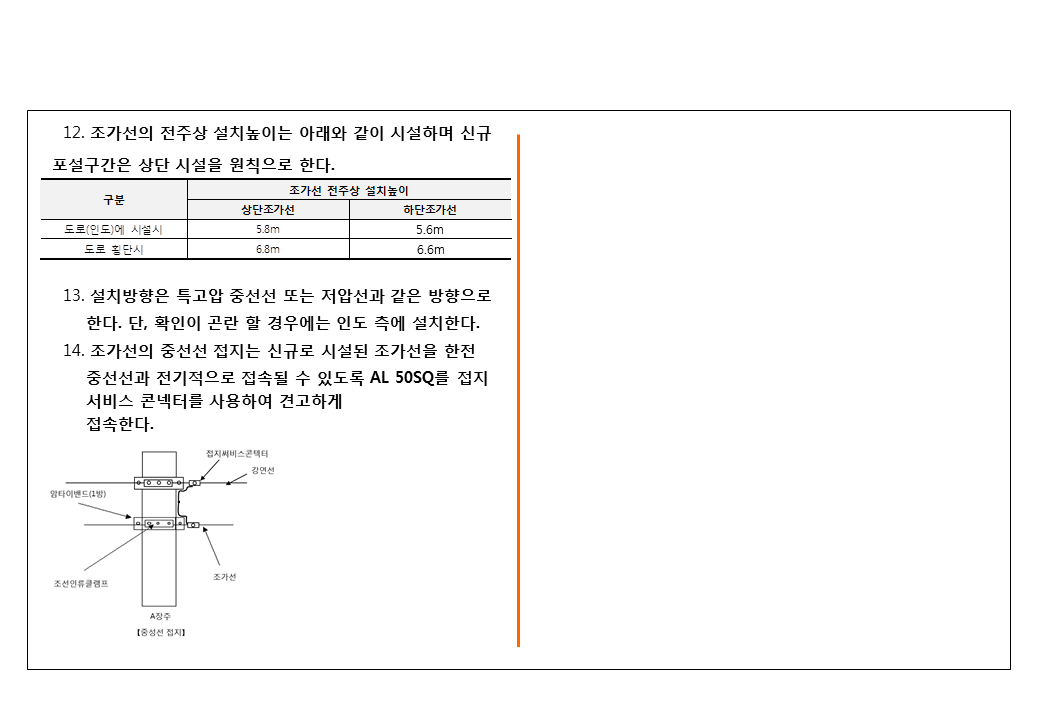 12. 조가선의 전주상 설치높이는 아래와 같이 시설하며 신규
포설구간은 상단 시설을 원칙으로 한다.
구분 조가선 전주상 설치높이
상단조가선 하단조가선
도로(인도)에 시설시 5.8m 5.6m
도로 횡단시 6.8m 6.6m
13. 설치방향은 특고압 중선선 또는 저압선과 같은 방향으로
한다. 단, 확인이 곤란 할 경우에는 인도 측에 설치한다.
14. 조가선의 중선선 접지는 신규로 시설된 조가선을 한전
중선선과 전기적으로 접속될 수 있도록 AL 50SQ를 접지
서비스 콘넥터를 사용하여 견고하게
접속한다.
접지써비스콘텍터
강연선
암타이밴드(1방)
조선인류클램프
조가선
A장주
【중성선 접지】